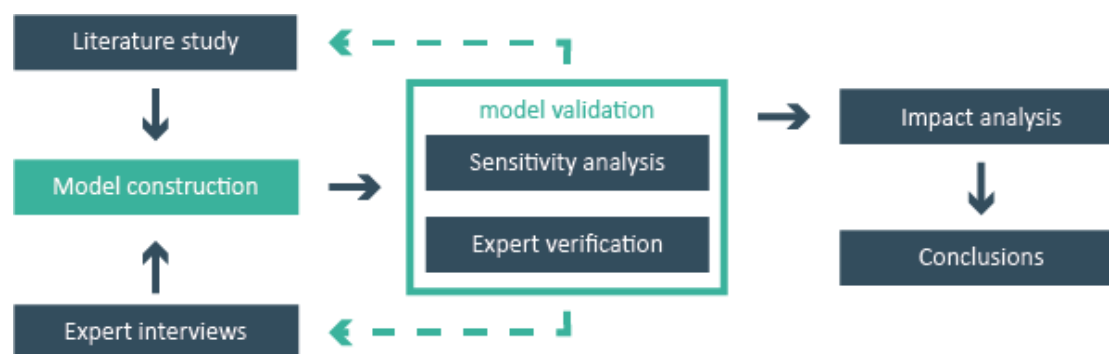 Literature study
Model construction
Expert interviews
model validation
Sensitivity analysis
Expert verification
Impact analysis
Conclusions